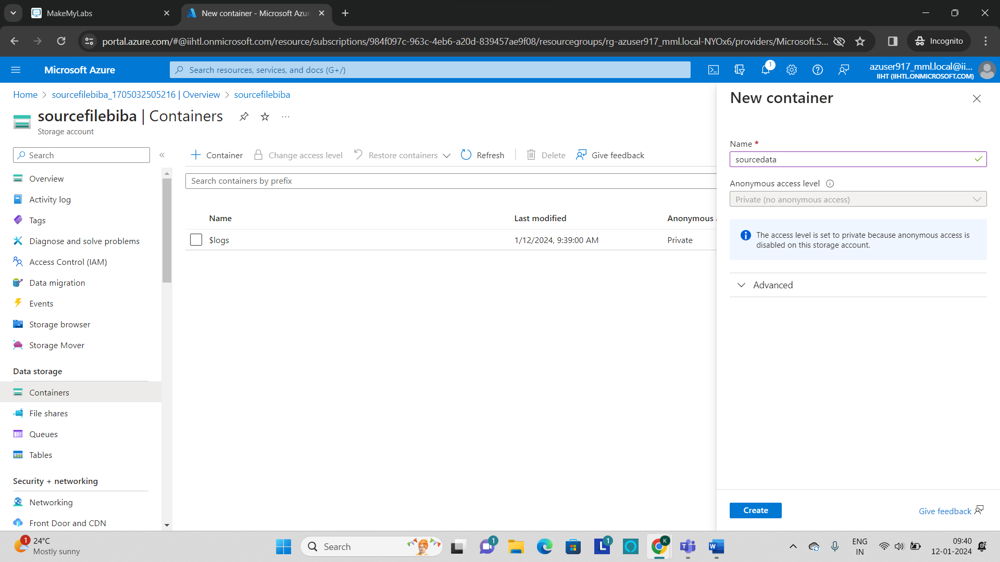 MakeMyLabs
New container - Microsoft Azur
portal.azure.com/#@iihtl.onmicrosoft.com/resource/subscriptions/984f097c-963c-4eb6-a20d-839457ae9f08/resourcegroups/rg-azuser917_mml.local-NYOx6/providers/Microsoft.S...
Incognito
Microsoft Azure
Search resources, services, and docs (G+/)
1
azuser917_mml.local@ii...
IIHT (IIHTL.ONMICROSOFT.COM)
Home > sourcefilebiba_1705032505216 | Overview > sourcefilebiba
sourcefilebiba | Containers
Storage account
Search
Overview
Activity log
Tags
Diagnose and solve problems
Access Control (IAM)
Data migration
Events
Storage browser
Storage Mover
Data storage
Containers
File shares
Queues
Tables
Security + networking
Networking
Front Door and CDN
Container
Change access level
Restore containers
Refresh
Delete
Give feedback
Search containers by prefix
Name
Last modified
Anonymous
$logs
1/12/2024, 9:39:00 AM
Private
New container
Name *
sourcedata
Anonymous access level
Private (no anonymous access)
The access level is set to private because anonymous access is
disabled on this storage account.
Advanced
Create
Give feedback
1
24°C
Mostly sunny
Search
1
L
1
K
T
W
ENG
IN
09:40
12-01-2024